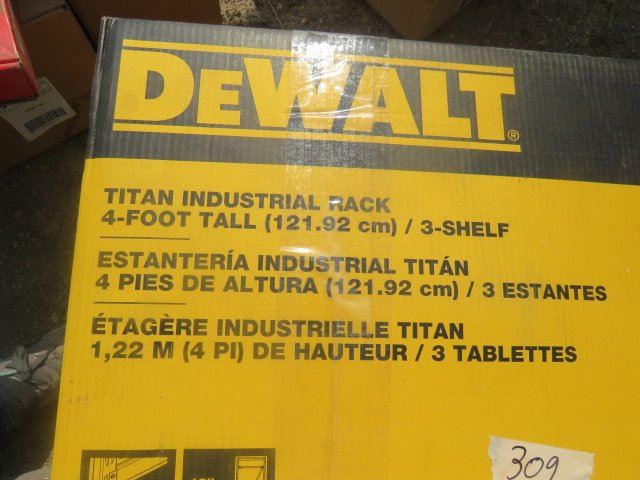 DEWALT®
TITAN INDUSTRIAL RACK
4-FOOT TALL (121.92 cm) / 3-SHELF
ESTANTERÍA INDUSTRIAL TITÁN
4 PIES DE ALTURA (121.92 cm) / 3 ESTANTES
ÉTAGÈRE INDUSTRIELLE TITAN
1,22 M (4 PI) DE HAUTEUR / 3 TABLETTES
309